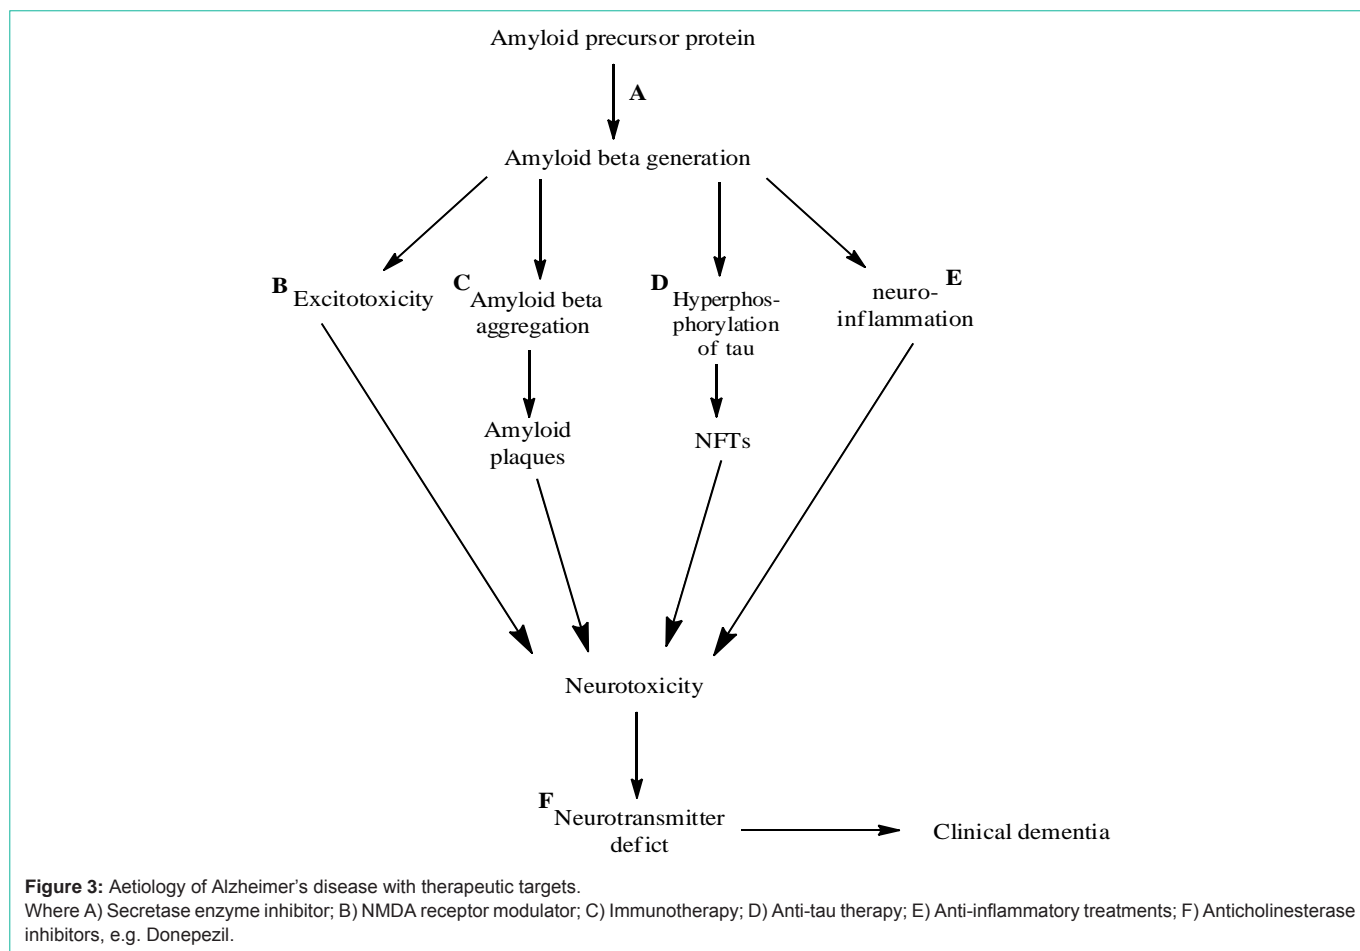 Amyloid precursor protein
A
Amyloid beta generation
B Excitotoxicity
C Amyloid beta
aggregation
D Hyperphos-
phorylation
of tau
neuro- E
inflammation
Amyloid
plaques
NFTs
Neurotoxicity
F Neurotransmitter
defict
Clinical dementia
Figure 3: Aetiology of Alzheimer's disease with therapeutic targets.
Where A) Secretase enzyme inhibitor; B) NMDA receptor modulator; C) Immunotherapy; D) Anti-tau therapy; E) Anti-inflammatory treatments; F) Anticholinesterase
inhibitors, e.g. Donepezil.